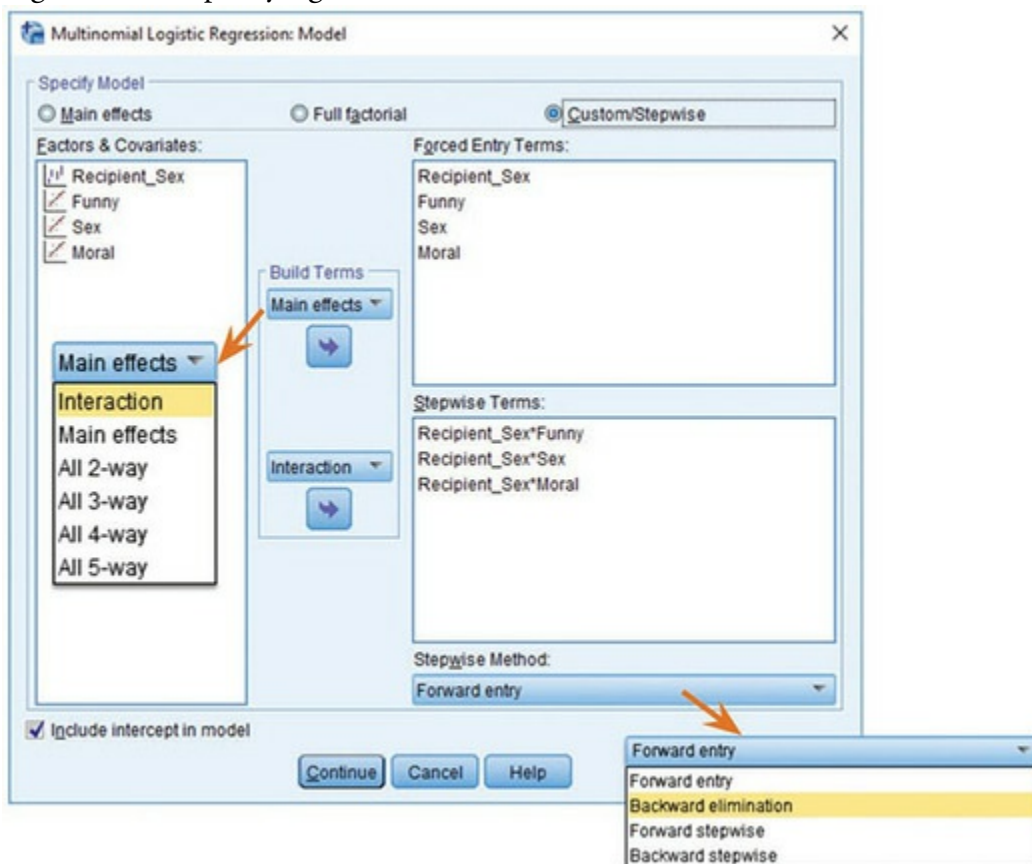 Multinomial Logistic Regression: Model
Specify Model
Main effects
Full factorial
Custom/Stepwise
Factors & Covariates:
Recipient_Sex
Funny
Sex
Moral
Build Terms
Main effects
Interaction
Main effects
Interaction
Main effects
All 2-way
All 3-way
All 4-way
All 5-way
Forced Entry Terms:
Recipient_Sex
Funny
Sex
Moral
Stepwise Terms:
Recipient_Sex*Funny
Recipient_Sex*Sex
Recipient_Sex*Moral
Stepwise Method:
Forward entry
Include intercept in model
Continue
Cancel
Help
Forward entry
Forward entry
Backward elimination
Forward stepwise
Backward stepwise